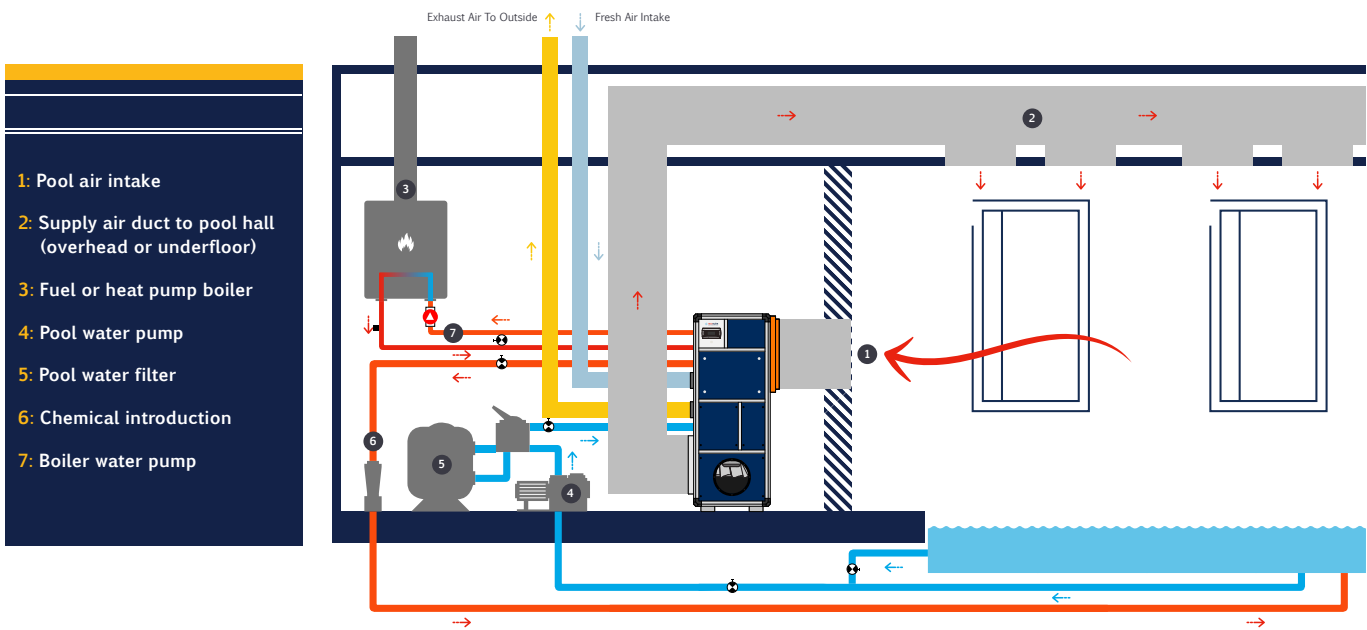 Exhaust Air To Outside
Fresh Air Intake
1: Pool air intake
2: Supply air duct to pool hall
(overhead or underfloor)
3: Fuel or heat pump boiler
4: Pool water pump
5: Pool water filter
6: Chemical introduction
7: Boiler water pump
2
3
7
1
6
5
4